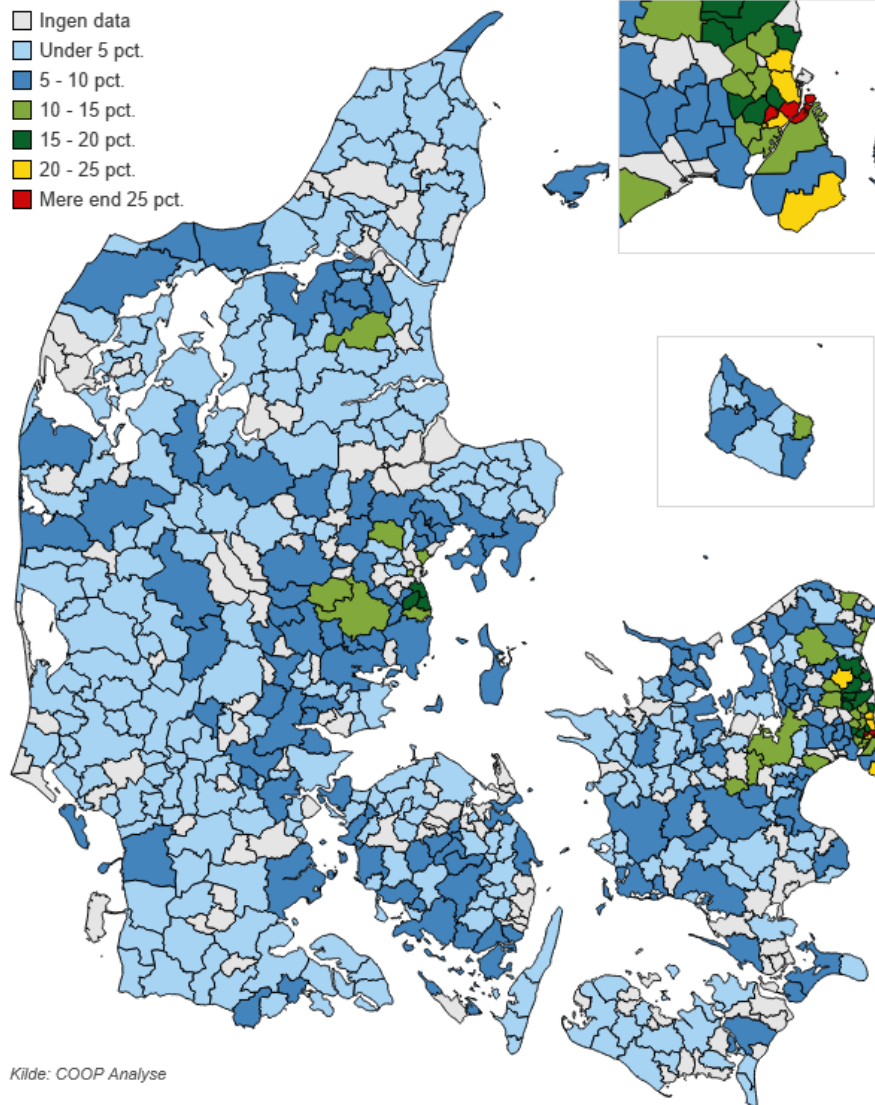 Ingen data
Under 5 pct.
5 - 10 pct.
10 - 15 pct.
15 - 20 pct.
20 - 25 pct.
Mere end 25 pct.
Kilde: COOP Analyse